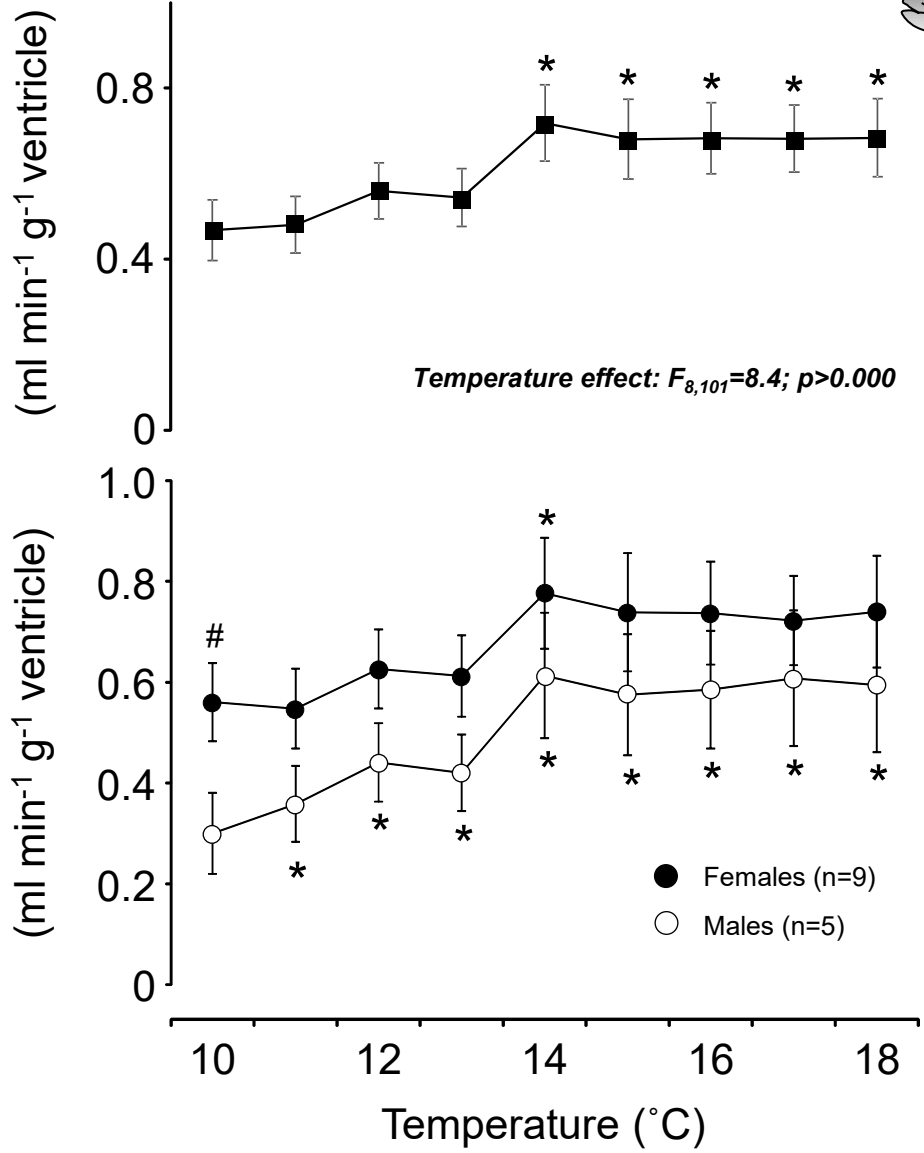 (ml min⁻¹ g⁻¹ ventricle)
0.8
0.4
0
* * * * *
Temperature effect: F8,101=8.4; p>0.000
(ml min⁻¹ g⁻¹ ventricle)
1.0
0.8
0.6
0.4
0.2
0
*
#
* * * * * * * *
Females (n=9)
Males (n=5)
10 12 14 16 18
Temperature (˚C)